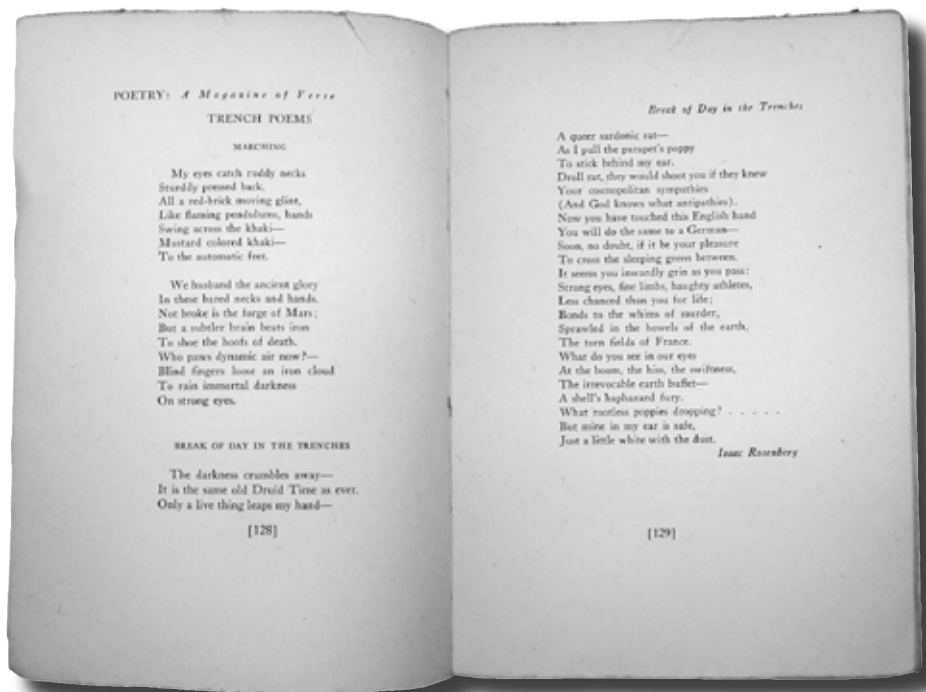 POETRY: A Magazine of Verse
TRENCH POEMS
MARCHING
My eyes catch ruddy necks
Sturdily pressed back.
All a red-brick moving glint,
Like flaming pendulums, hands
Swing across the khaki—
Mustard colored khaki—
To the automatic feet.
We husband the ancient glory
In these bared necks and hands.
Not broke is the forge of Mars;
But a subtler brain beats iron
To shoe the hoofs of death.
Who paws dynamic air now?—
Blind fingers loose an iron cloud
To rain immortal darkness
On strong eyes.
BREAK OF DAY IN THE TRENCHES
The darkness crumbles away—
It is the same old Druid Time as ever.
Only a live thing leaps my hand—
[128]
Break of Day in the Trenches
A queer sardonic rat—
As I pull the parapet's poppy
To stick behind my ear.
Droll rat, they would shoot you if they knew
Your cosmopolitan sympathies
(And God knows what antipathies).
Now you have touched this English hand
You will do the same to a German—
Soon, no doubt, if it be your pleasure
To cross the sleeping green between.
It seems you inwardly grin as you pass:
Strong eyes, fine limbs, haughty athletes,
Less chanced than you for life;
Bonds to the whims of murder,
Sprawled in the bowels of the earth,
The torn fields of France.
What do you see in our eyes
At the boom, the hiss, the swiftness,
The irrevocable earth buffet—
A shell's haphazard fury.
What rootless poppies dropping? . . . . .
But mine in my ear is safe,
Just a little white with the dust.
Isaac Rosenberg
[129]